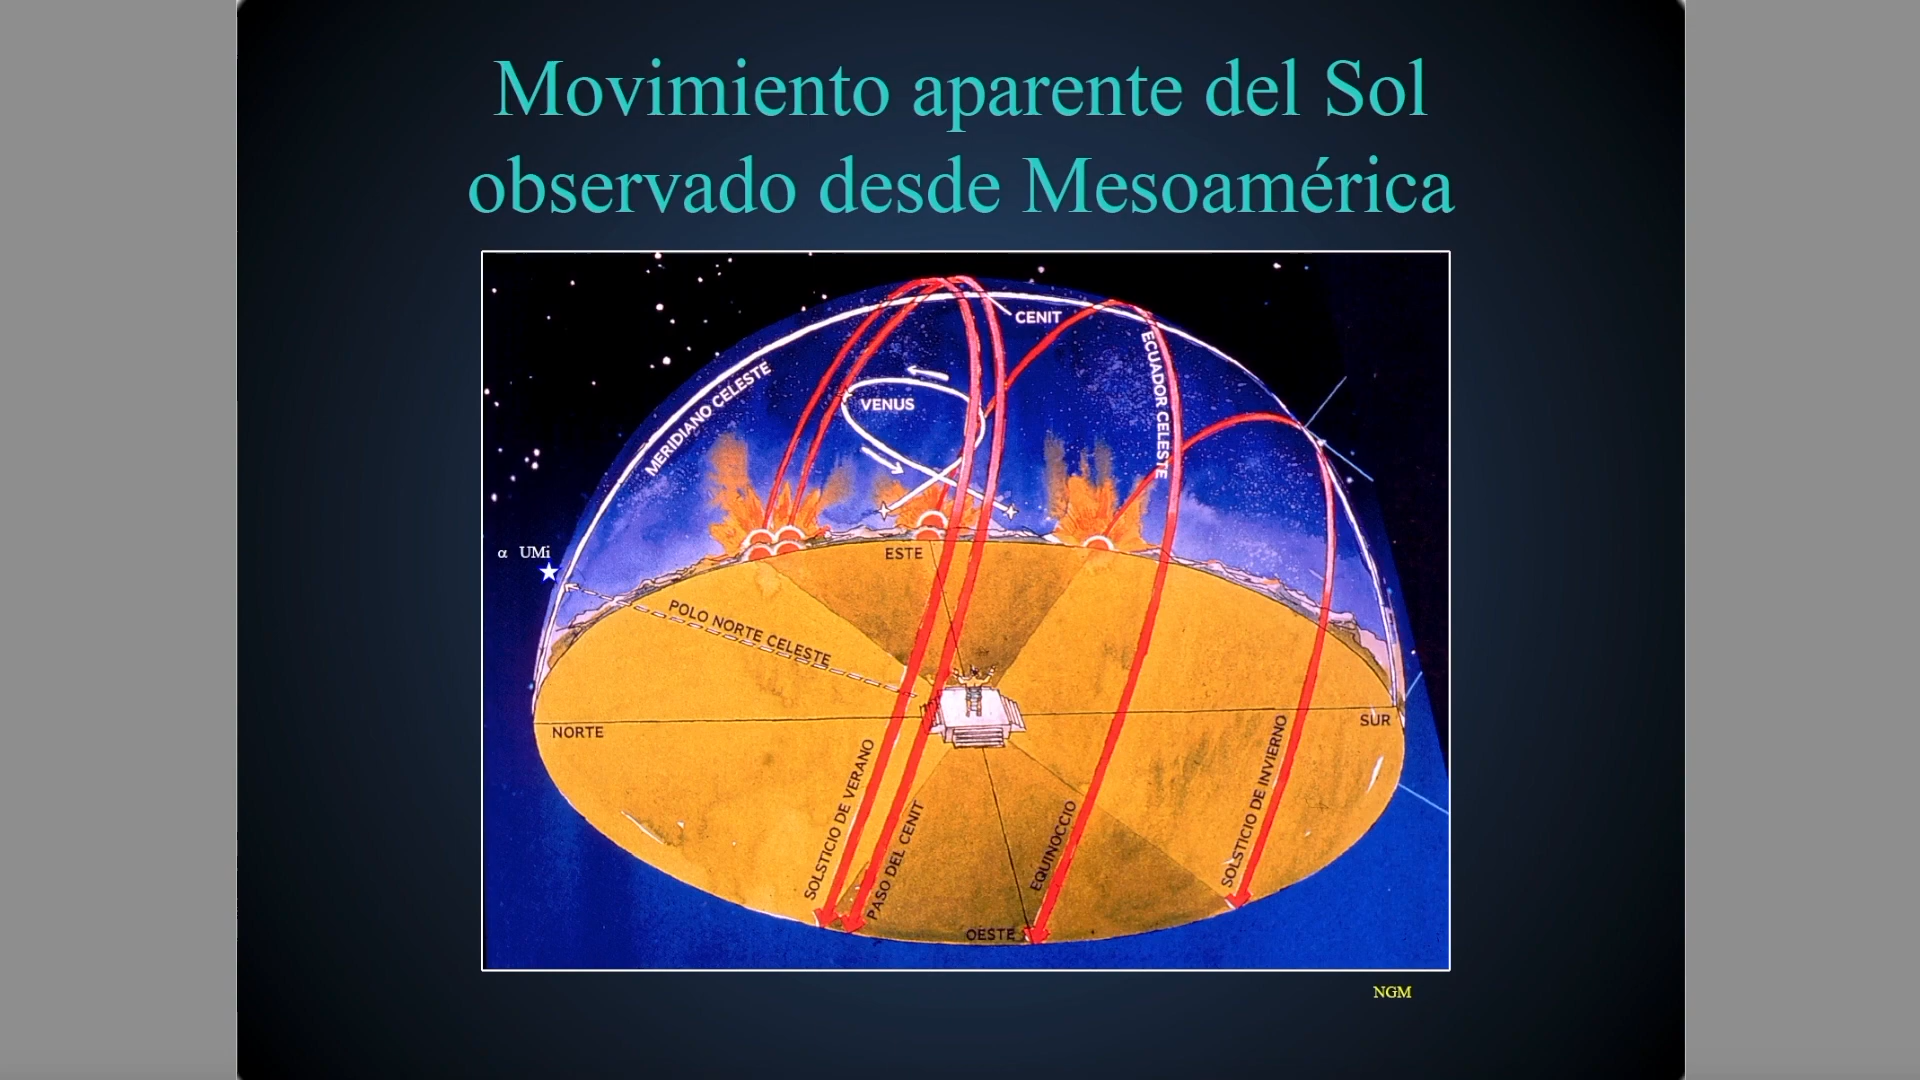 Movimiento aparente del Sol
observado desde Mesoamérica
CENIT
MERIDIANO CELESTE
ECUADOR CELESTE
VENUS
α UMi
ESTE
POLO NORTE CELESTE
NORTE
SUR
SOLSTICIO DE VERANO
PASO DEL CENIT
EQUINOCCIO
SOLSTICIO DE INVIERNO
OESTE
NGM